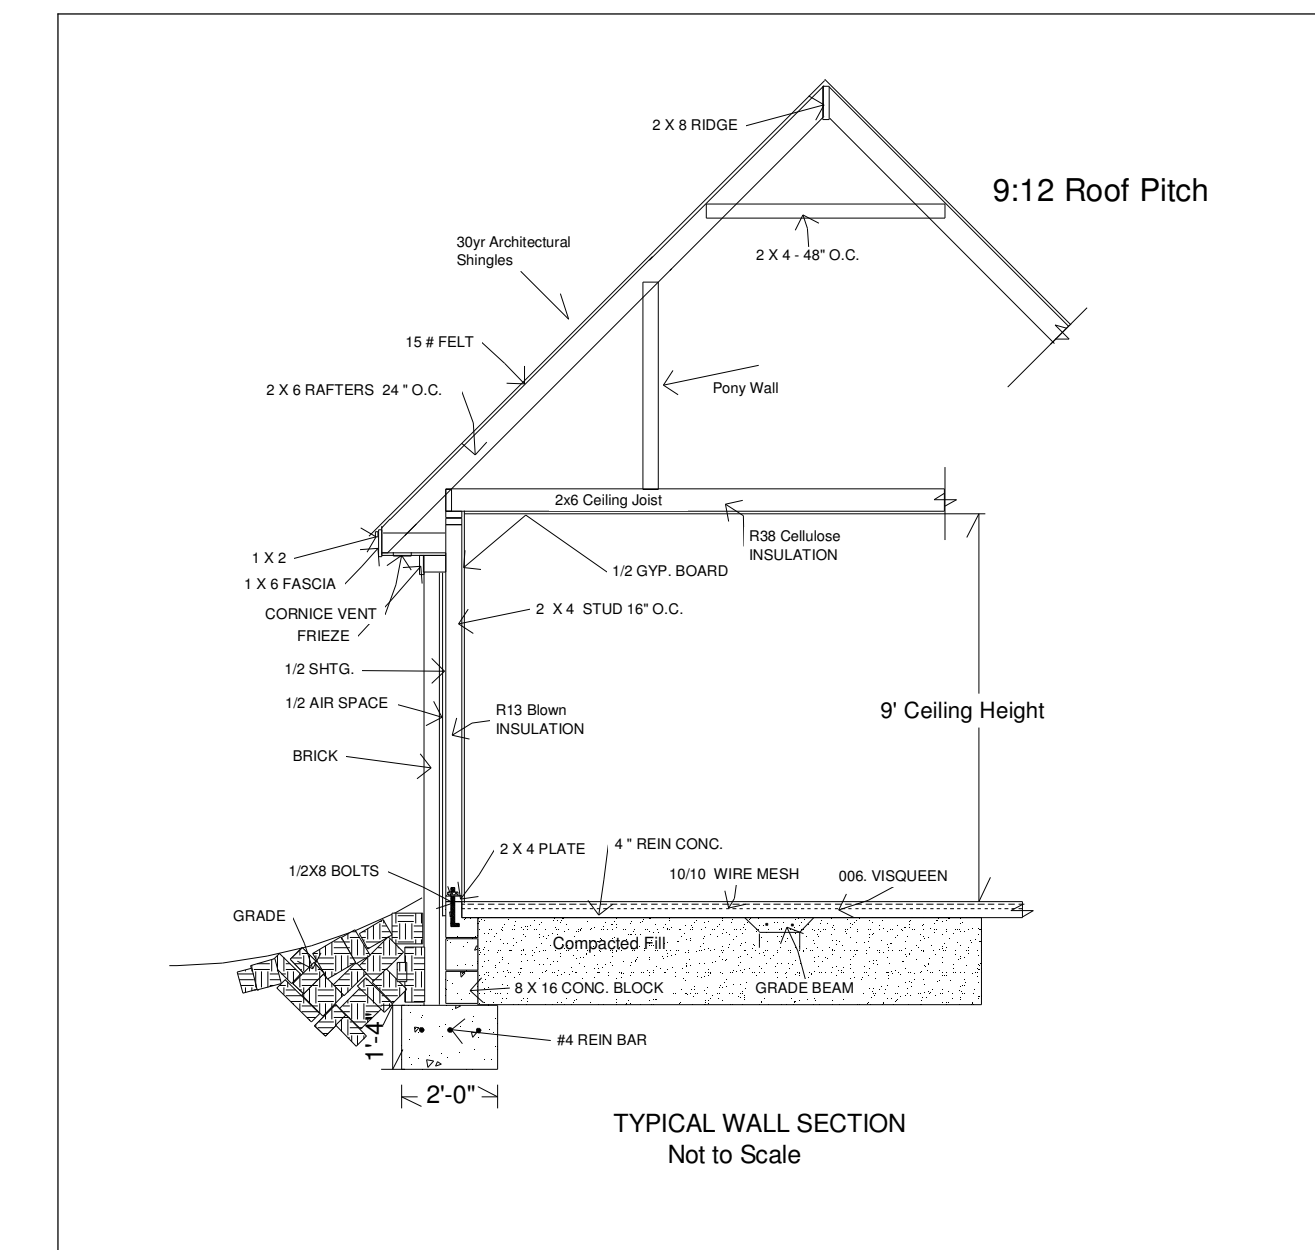 2 X 8 RIDGE
9:12 Roof Pitch
30yr Architectural
Shingles
2 X 4 - 48" O.C.
15 # FELT
2 X 6 RAFTERS 24 " O.C.
Pony Wall
2x6 Ceiling Joist
R38 Cellulose
INSULATION
1 X 2
1/2 GYP. BOARD
1 X 6 FASCIA
CORNICE VENT
FRIEZE
2 X 4 STUD 16" O.C.
1/2 SHTG.
1/2 AIR SPACE
R13 Blown
INSULATION
9' Ceiling Height
BRICK
2 X 4 PLATE
4 " REIN CONC.
1/2X8 BOLTS
10/10 WIRE MESH
006. VISQUEEN
GRADE
Compacted Fill
8 X 16 CONC. BLOCK
GRADE BEAM
1'-4"
#4 REIN BAR
2'-0"
TYPICAL WALL SECTION
Not to Scale